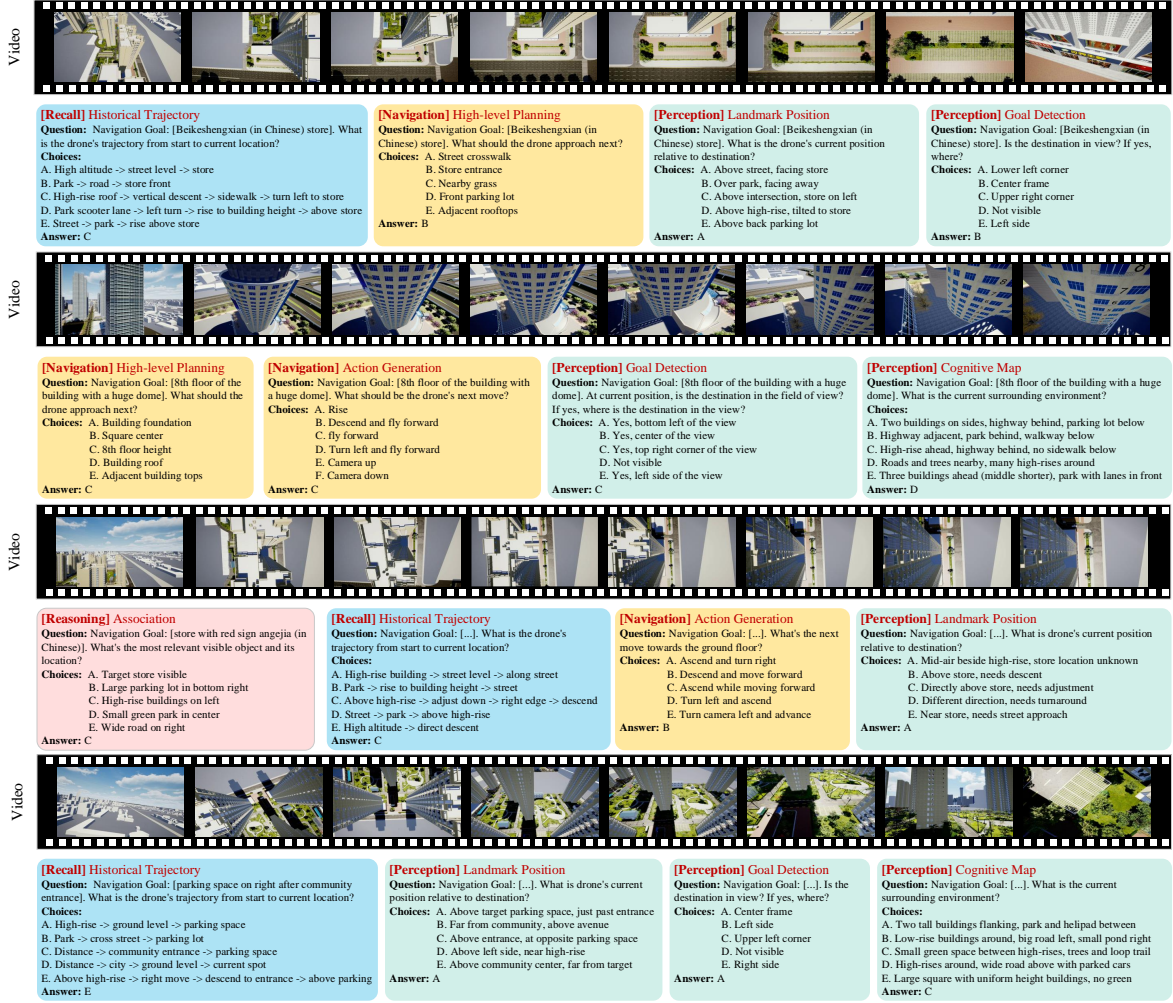 Video
[Recall] Historical Trajectory
Question: Navigation Goal: [Beikeshengxian (in Chinese) store]. What
is the drone's trajectory from start to current location?
Choices:
A. High altitude -> street level -> store
B. Park -> road -> store front
C. High-rise roof -> vertical descent -> sidewalk -> turn left to store
D. Park scooter lane -> left turn -> rise to building height -> above store
E. Street -> park -> rise above store
Answer: C
[Navigation] High-level Planning
Question: Navigation Goal: [Beikeshengxian (in
Chinese) store]. What should the drone approach next?
Choices: A. Street crosswalk
B. Store entrance
C. Nearby grass
D. Front parking lot
E. Adjacent rooftops
Answer: B
[Perception] Landmark Position
Question: Navigation Goal: [Beikeshengxian (in
Chinese) store]. What is the drone's current position
relative to destination?
Choices: A. Above street, facing store
B. Over park, facing away
C. Above intersection, store on left
D. Above high-rise, tilted to store
E. Above back parking lot
Answer: A
[Perception] Goal Detection
Question: Navigation Goal: [Beikeshengxian (in
Chinese) store]. Is the destination in view? If yes,
where?
Choices: A. Lower left corner
B. Center frame
C. Upper right corner
D. Not visible
E. Left side
Answer: B
Video
[Navigation] High-level Planning
Question: Navigation Goal: [8th floor of the
building with a huge dome]. What should the
drone approach next?
Choices: A. Building foundation
B. Square center
C. 8th floor height
D. Building roof
E. Adjacent building tops
Answer: C
[Navigation] Action Generation
Question: Navigation Goal: [8th floor of the building with
a huge dome]. What should be the drone's next move?
Choices: A. Rise
B. Descend and fly forward
C. fly forward
D. Turn left and fly forward
E. Camera up
F. Camera down
Answer: C
[Perception] Goal Detection
Question: Navigation Goal: [8th floor of the building with a huge
dome]. At current position, is the destination in the field of view?
If yes, where is the destination in the view?
Choices: A. Yes, bottom left of the view
B. Yes, center of the view
C. Yes, top right corner of the view
D. Not visible
E. Yes, left side of the view
Answer: C
[Perception] Cognitive Map
Question: Navigation Goal: [8th floor of the building with a huge
dome]. What is the current surrounding environment?
Choices:
A. Two buildings on sides, highway behind, parking lot below
B. Highway adjacent, park behind, walkway below
C. High-rise ahead, highway behind, no sidewalk below
D. Roads and trees nearby, many high-rises around
E. Three buildings ahead (middle shorter), park with lanes in front
Answer: D
Video
[Reasoning] Association
Question: Navigation Goal: [store with red sign angejia (in
Chinese)]. What's the most relevant visible object and its
location?
Choices: A. Target store visible
B. Large parking lot in bottom right
C. High-rise buildings on left
D. Small green park in center
E. Wide road on right
Answer: C
[Recall] Historical Trajectory
Question: Navigation Goal: [...]. What is the drone's
trajectory from start to current location?
Choices:
A. High-rise building -> street level -> along street
B. Park -> rise to building height -> street
C. Above high-rise -> adjust down -> right edge -> descend
D. Street -> park -> above high-rise
E. High altitude -> direct descent
Answer: C
[Navigation] Action Generation
Question: Navigation Goal: [...]. What's the next
move towards the ground floor?
Choices: A. Ascend and turn right
B. Descend and move forward
C. Ascend while moving forward
D. Turn left and ascend
E. Turn camera left and advance
Answer: B
[Perception] Landmark Position
Question: Navigation Goal: [...]. What is drone's current position
relative to destination?
Choices: A. Mid-air beside high-rise, store location unknown
B. Above store, needs descent
C. Directly above store, needs adjustment
D. Different direction, needs turnaround
E. Near store, needs street approach
Answer: A
Video
[Recall] Historical Trajectory
Question: Navigation Goal: [parking space on right after community
entrance]. What is the drone's trajectory from start to current location?
Choices:
A. High-rise -> ground level -> parking space
B. Park -> cross street -> parking lot
C. Distance -> community entrance -> parking space
D. Distance -> city -> ground level -> current spot
E. Above high-rise -> right move -> descend to entrance -> above parking
Answer: E
[Perception] Landmark Position
Question: Navigation Goal: [...]. What is drone's current
position relative to destination?
Choices: A. Above target parking space, just past entrance
B. Far from community, above avenue
C. Above entrance, at opposite parking space
D. Above left side, near high-rise
E. Above community center, far from target
Answer: A
[Perception] Goal Detection
Question: Navigation Goal: [...]. Is the
destination in view? If yes, where?
Choices: A. Center frame
B. Left side
C. Upper left corner
D. Not visible
E. Right side
Answer: A
[Perception] Cognitive Map
Question: Navigation Goal: [...]. What is the current
surrounding environment?
Choices:
A. Two tall buildings flanking, park and helipad between
B. Low-rise buildings around, big road left, small pond right
C. Small green space between high-rises, trees and loop trail
D. High-rises around, wide road above with parked cars
E. Large square with uniform height buildings, no green
Answer: C